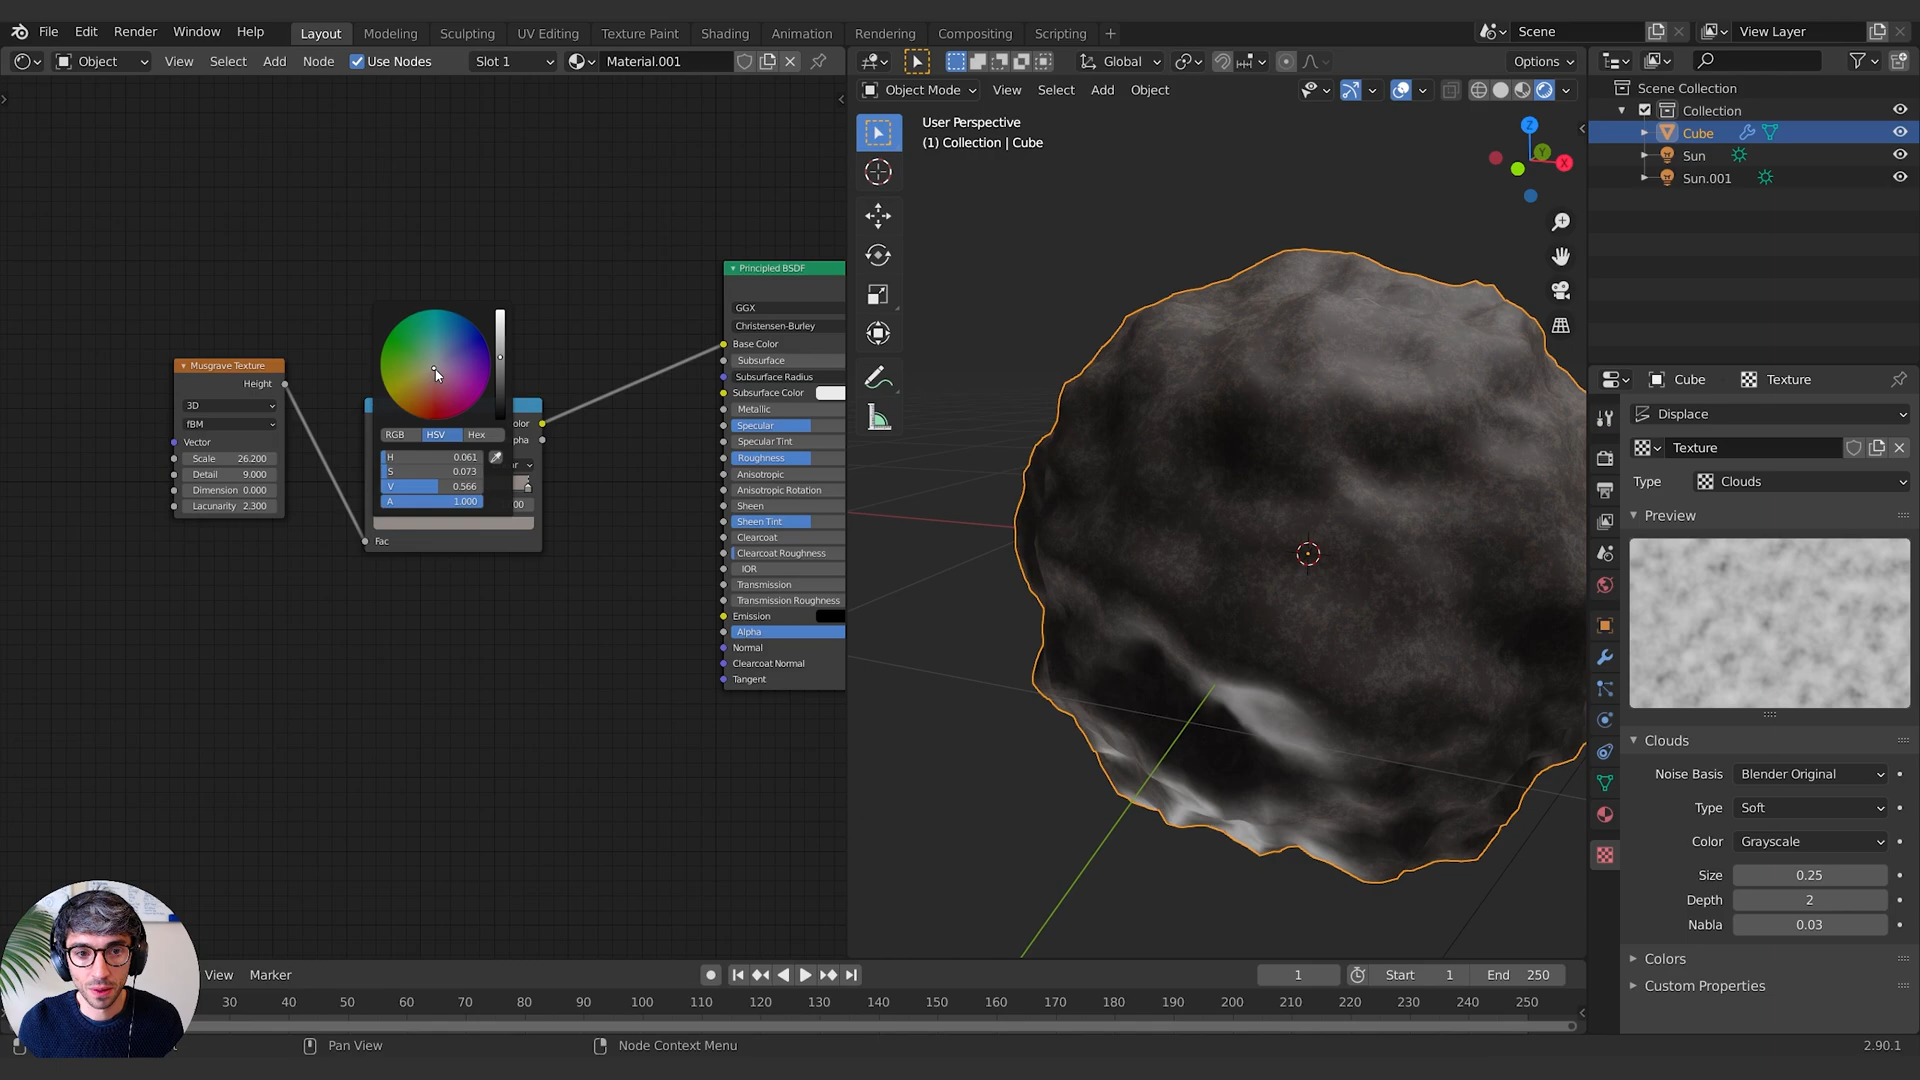 File Edit Render Window Help Layout Modeling Sculpting UV Editing Texture Paint Shading Animation Rendering Compositing Scripting + Scene View Layer
Object View Select Add Node Use Nodes Slot 1 Material.001 Global Options
Object Mode View Select Add Object
User Perspective
(1) Collection | Cube
Z
Y
X
Scene Collection
Collection
Cube
Sun
Sun.001
Musgrave Texture
Height
3D
fBM
Vector
Scale 26.200
Detail 9.000
Dimension 0.000
Lacunarity 2.300
RGB HSV Hex
H 0.061
S 0.073
V 0.566
A 1.000
olor
pha
r
00
Fac
Principled BSDF
GGX
Christensen-Burley
Base Color
Subsurface
Subsurface Radius
Subsurface Color
Metallic
Specular
Specular Tint
Roughness
Anisotropic
Anisotropic Rotation
Sheen
Sheen Tint
Clearcoat
Clearcoat Roughness
IOR
Transmission
Transmission Roughness
Emission
Alpha
Normal
Clearcoat Normal
Tangent
Cube Texture
Displace
Texture
Type Clouds
Preview
Clouds
Noise Basis Blender Original
Type Soft
Color Grayscale
Size 0.25
Depth 2
Nabla 0.03
Colors
Custom Properties
View Marker
1 Start 1 End 250
30 40 50 60 70 80 90 100 110 120 130 140 150 160 170 180 190 200 210 220 230 240 250
Pan View Node Context Menu 2.90.1